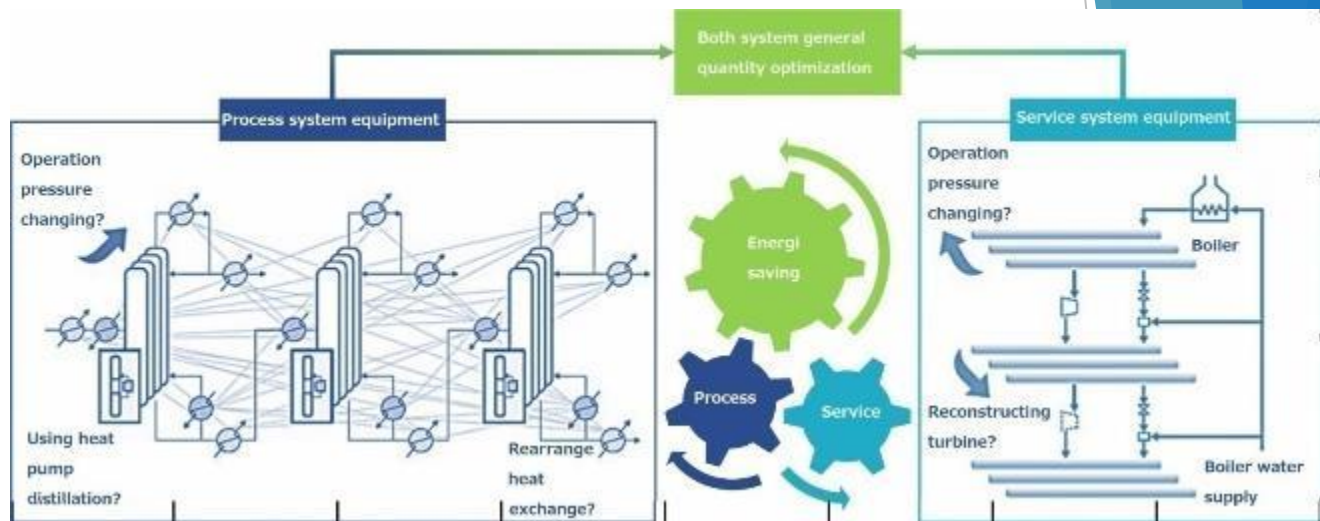 Both system general
quantity optimization
Process system equipment
Service system equipment
Operation
pressure
changing?
Using heat
pump
distillation?
Rearrange
heat
exchange?
Energi
saving
Process
Service
Operation
pressure
changing?
Boiler
Reconstructing
turbine?
Boiler water
supply